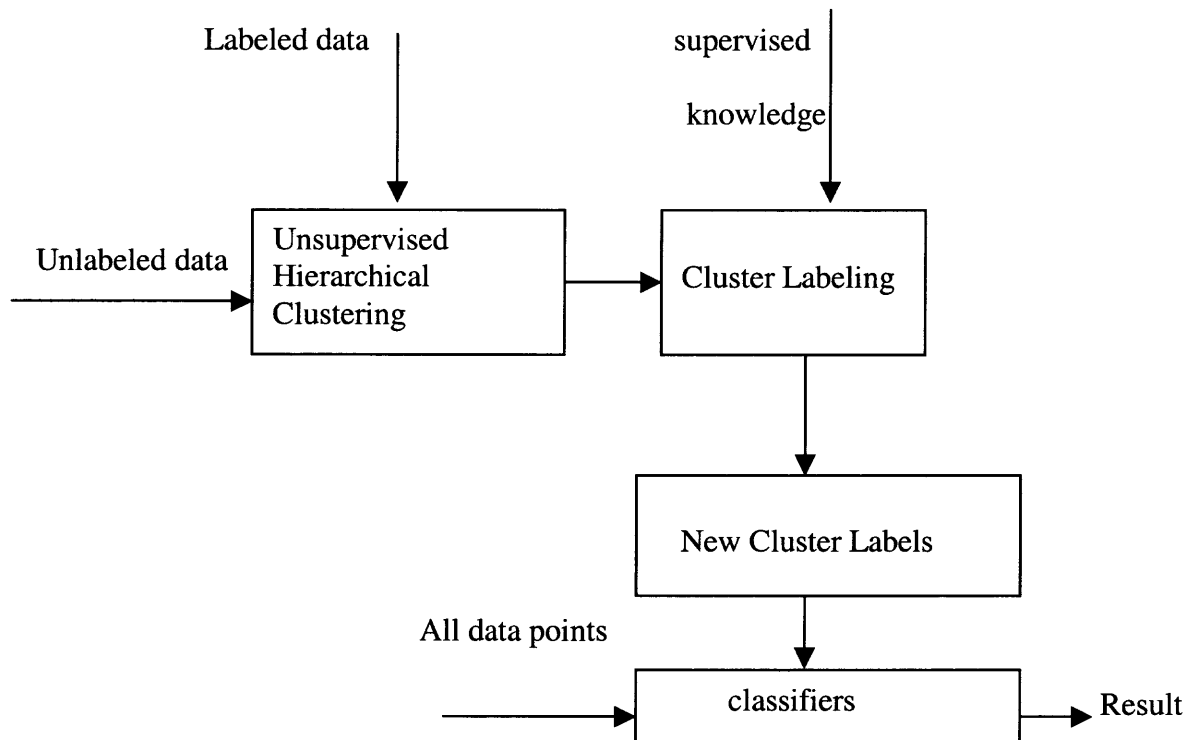 Labeled data
supervised
knowledge
Unlabeled data
Unsupervised
Hierarchical
Clustering
Cluster Labeling
New Cluster Labels
All data points
classifiers
Result